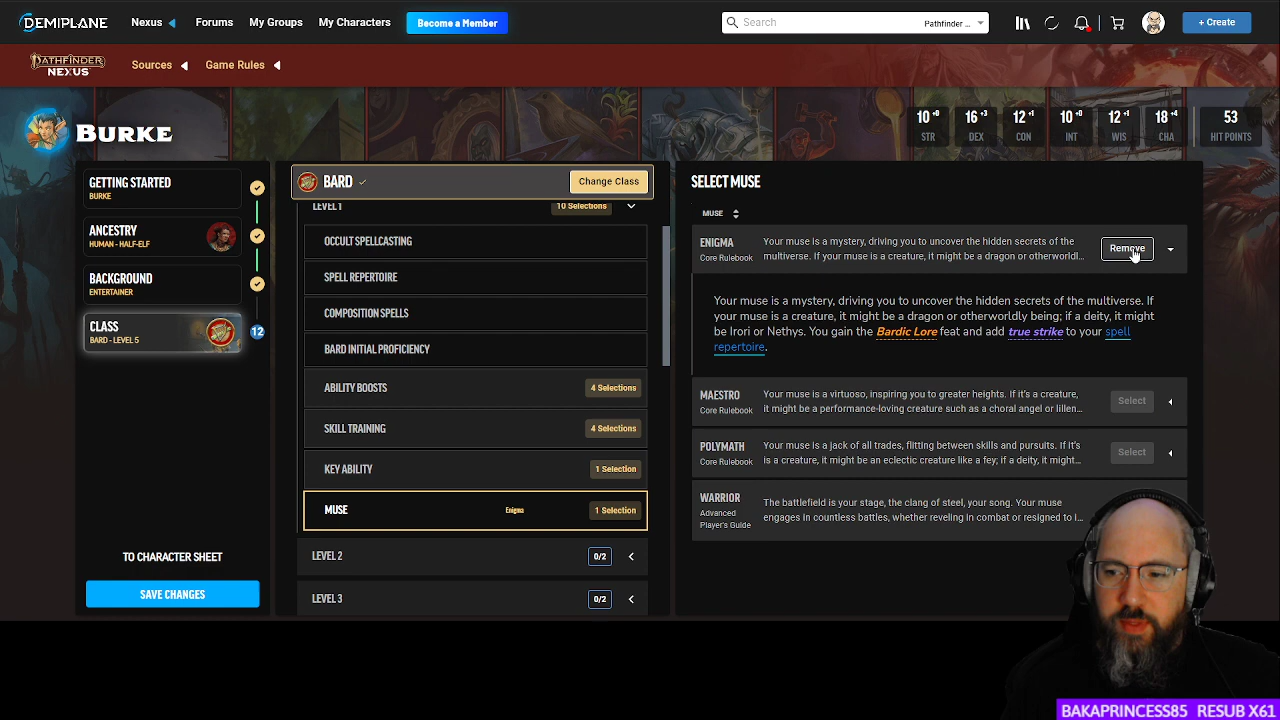 DEMIPLANE
Nexus
Forums
My Groups
My Characters
Become a Member
Search
Pathfinder ...
+ Create
PATHFINDER
NEXUS
Sources
Game Rules
BURKE
10 +0
STR
16 +3
DEX
12 +1
CON
10 +0
INT
12 +1
WIS
18 +4
CHA
53
HIT POINTS
GETTING STARTED
BURKE
ANCESTRY
HUMAN - HALF-ELF
BACKGROUND
ENTERTAINER
CLASS
BARD - LEVEL 5
12
TO CHARACTER SHEET
SAVE CHANGES
BARD
Change Class
LEVEL 1
10 Selections
OCCULT SPELLCASTING
SPELL REPERTOIRE
COMPOSITION SPELLS
BARD INITIAL PROFICIENCY
ABILITY BOOSTS
4 Selections
SKILL TRAINING
4 Selections
KEY ABILITY
1 Selection
MUSE
Enigma
1 Selection
LEVEL 2
0/2
LEVEL 3
0/2
SELECT MUSE
MUSE
ENIGMA
Core Rulebook
Your muse is a mystery, driving you to uncover the hidden secrets of the
multiverse. If your muse is a creature, it might be a dragon or otherworldl...
Remove
Your muse is a mystery, driving you to uncover the hidden secrets of the multiverse. If
your muse is a creature, it might be a dragon or otherworldly being; if a deity, it might
be Irori or Nethys. You gain the Bardic Lore feat and add true strike to your spell
repertoire.
MAESTRO
Core Rulebook
Your muse is a virtuoso, inspiring you to greater heights. If it's a creature,
it might be a performance-loving creature such as a choral angel or lillen...
Select
POLYMATH
Core Rulebook
Your muse is a jack of all trades, flitting between skills and pursuits. If it's
is a creature, it might be an eclectic creature like a fey; if a deity, it might...
Select
WARRIOR
Advanced
Player's Guide
The battlefield is your stage, the clang of steel, your song. Your muse
engages in countless battles, whether reveling in combat or resigned to i...
BAKAPRINCESS85 RESUB X61